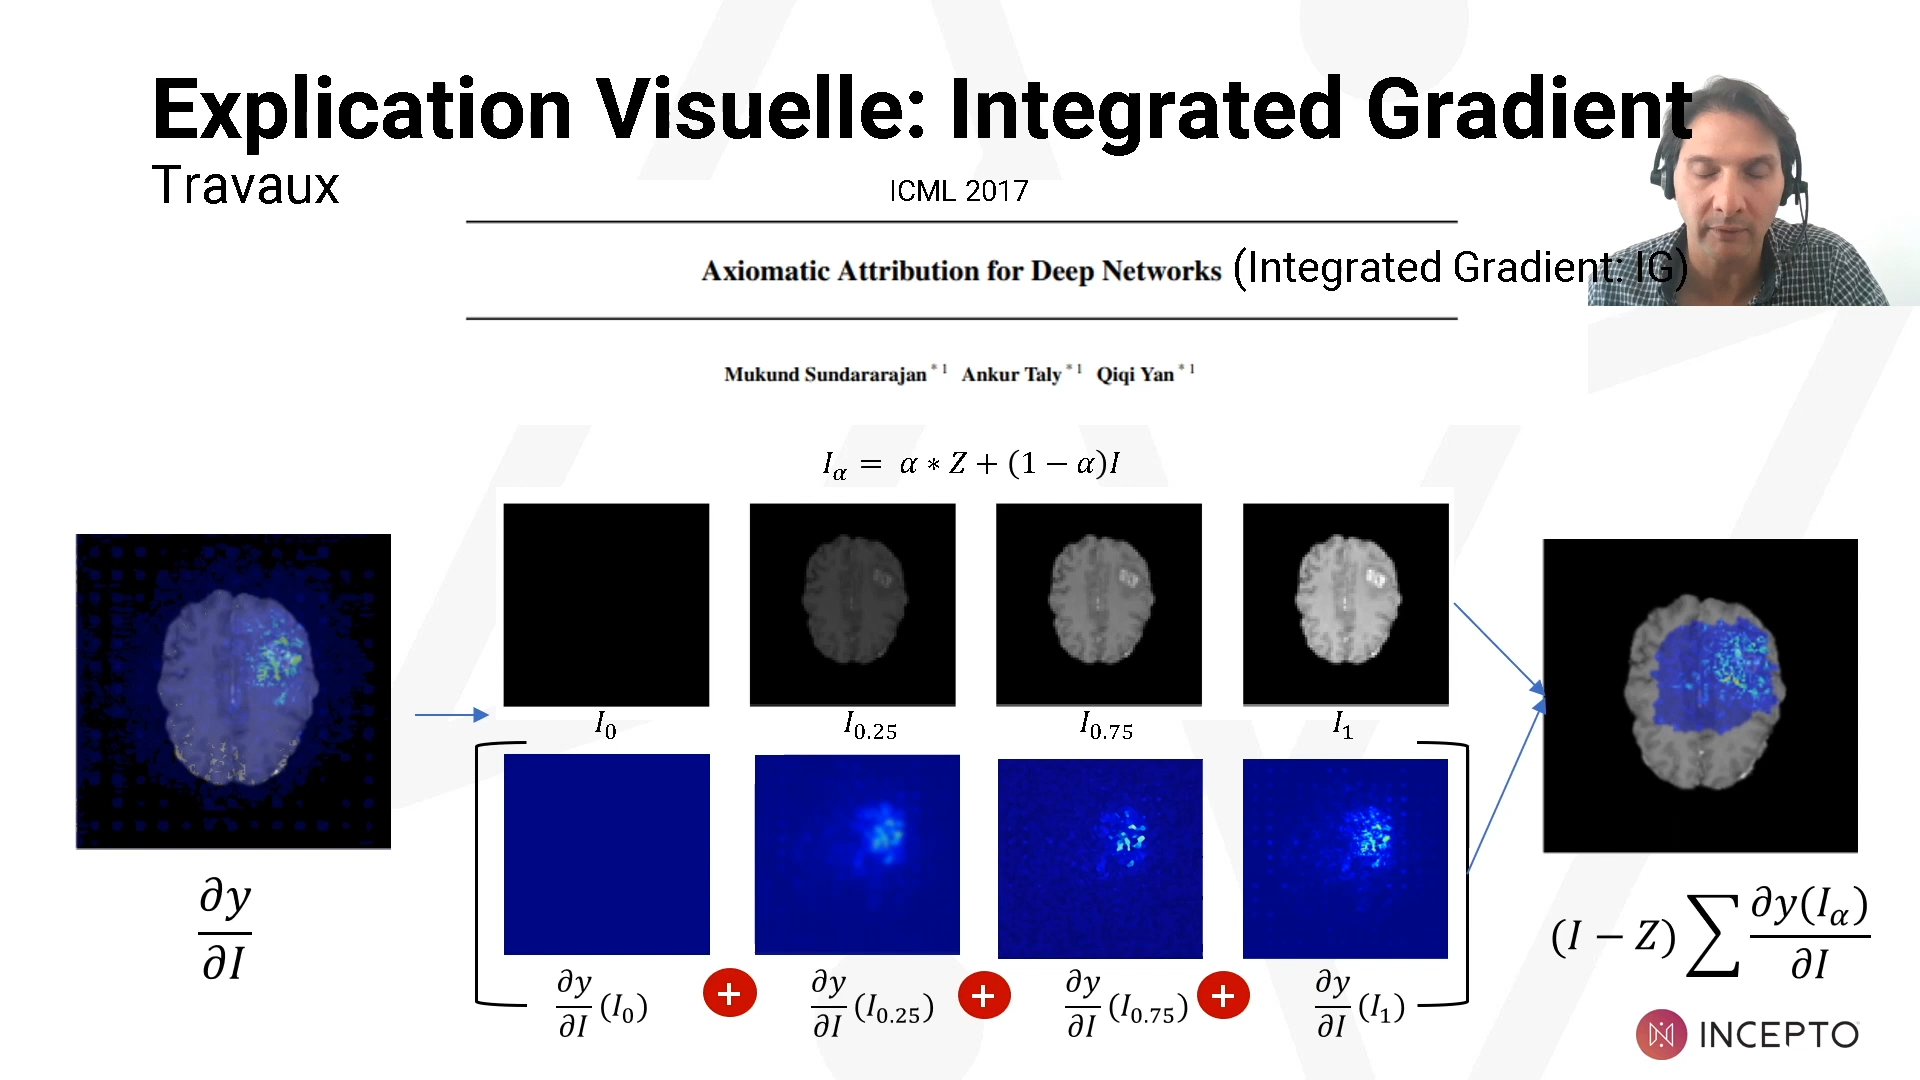 Explication Visuelle: Integrated Gradient
Travaux
ICML 2017
Axiomatic Attribution for Deep Networks (Integrated Gradient: IG)
Mukund Sundararajan * 1 Ankur Taly * 1 Qiqi Yan * 1
I_α = α ∗ Z + (1 − α)I
I_0 I_0.25 I_0.75 I_1
∂y/∂I
∂y/∂I (I_0) + ∂y/∂I (I_0.25) + ∂y/∂I (I_0.75) + ∂y/∂I (I_1)
(I − Z) ∑ ∂y(I_α)/∂I
INCEPTO